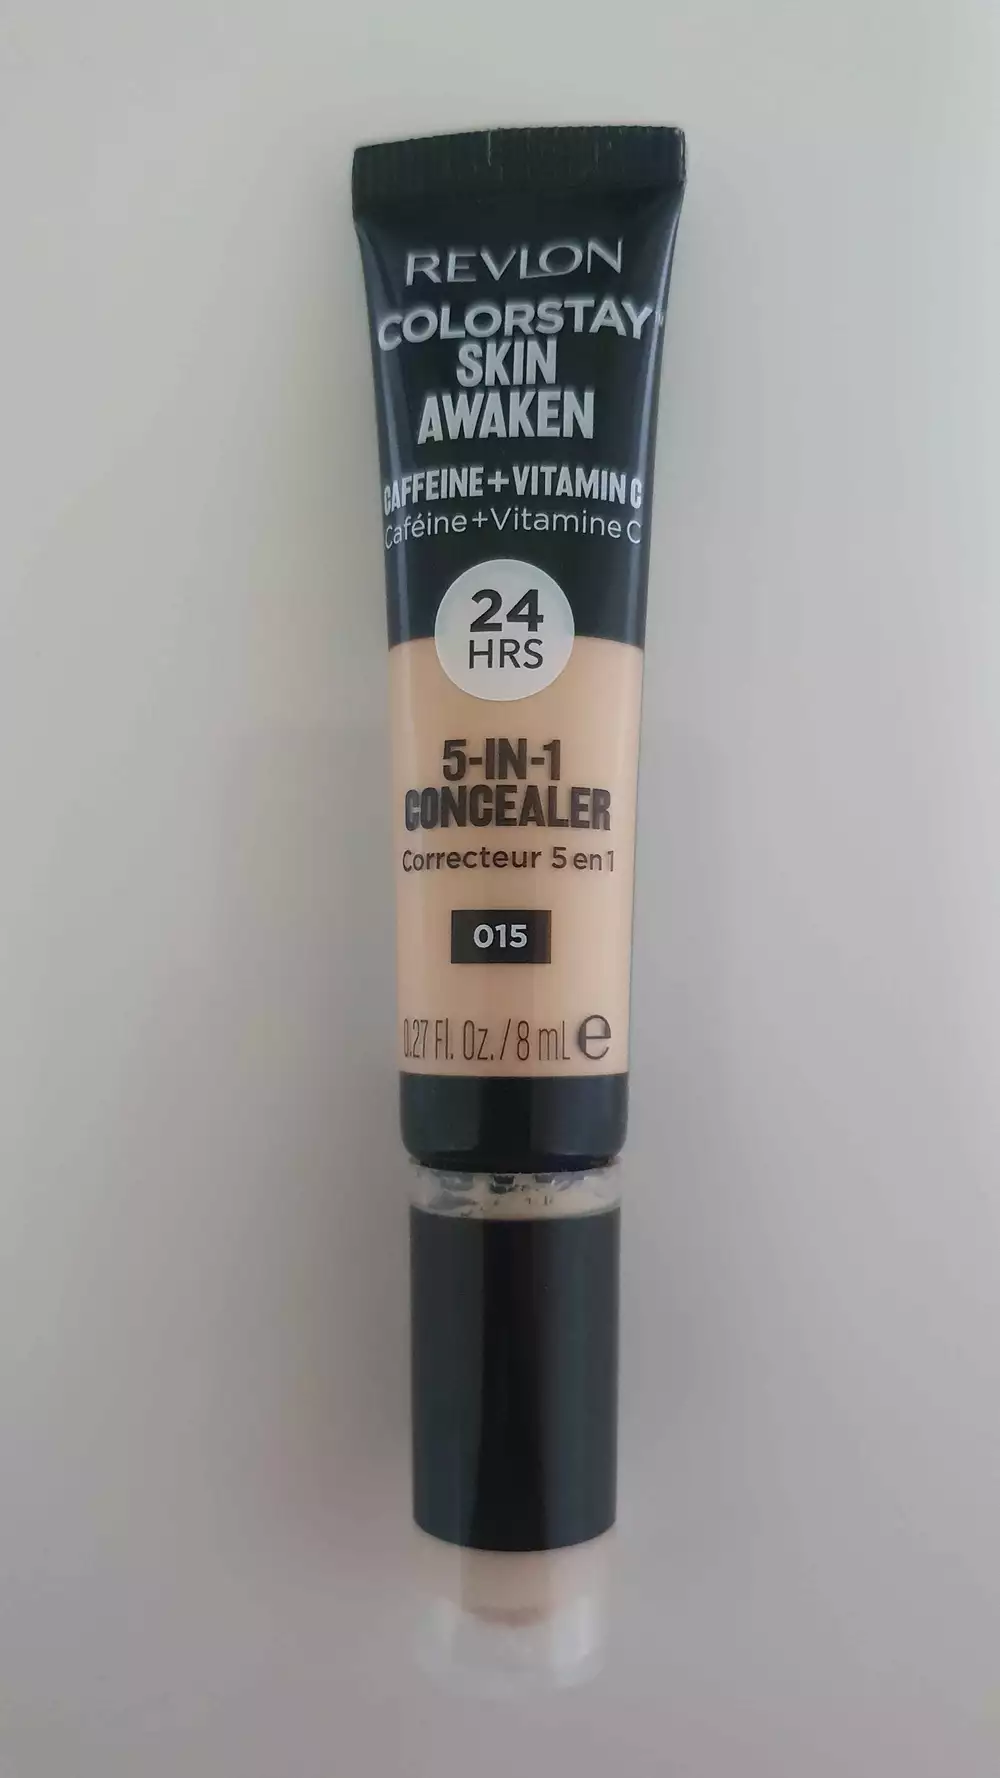 REVLON
COLORSTAY™
SKIN
AWAKEN
CAFFEINE+VITAMIN C
Caféine+Vitamine C
24
HRS
5-IN-1
CONCEALER
Correcteur 5 en 1
015
0.27 Fl. Oz./8 mL e